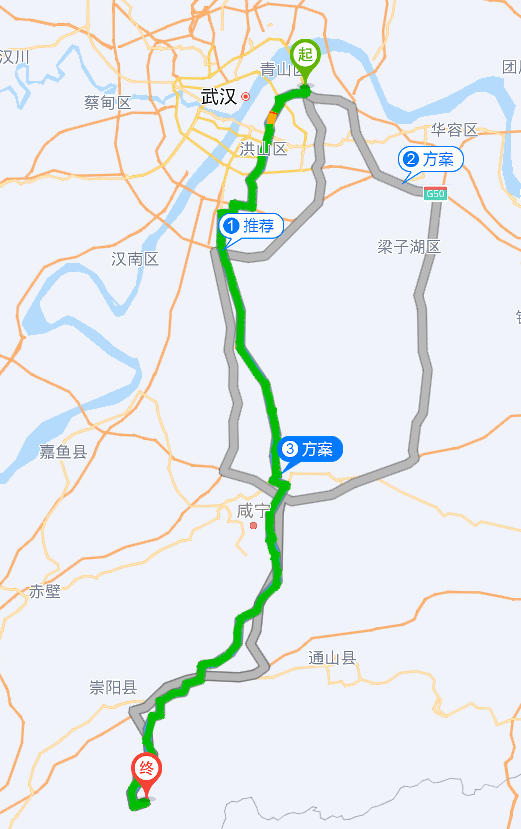 汉川
起
青山区
团
武汉
蔡甸区
华容区
洪山区
2 方案
G50
1 推荐
梁子湖区
汉南区
3 方案
嘉鱼县
咸宁
赤壁
通山县
崇阳县
终